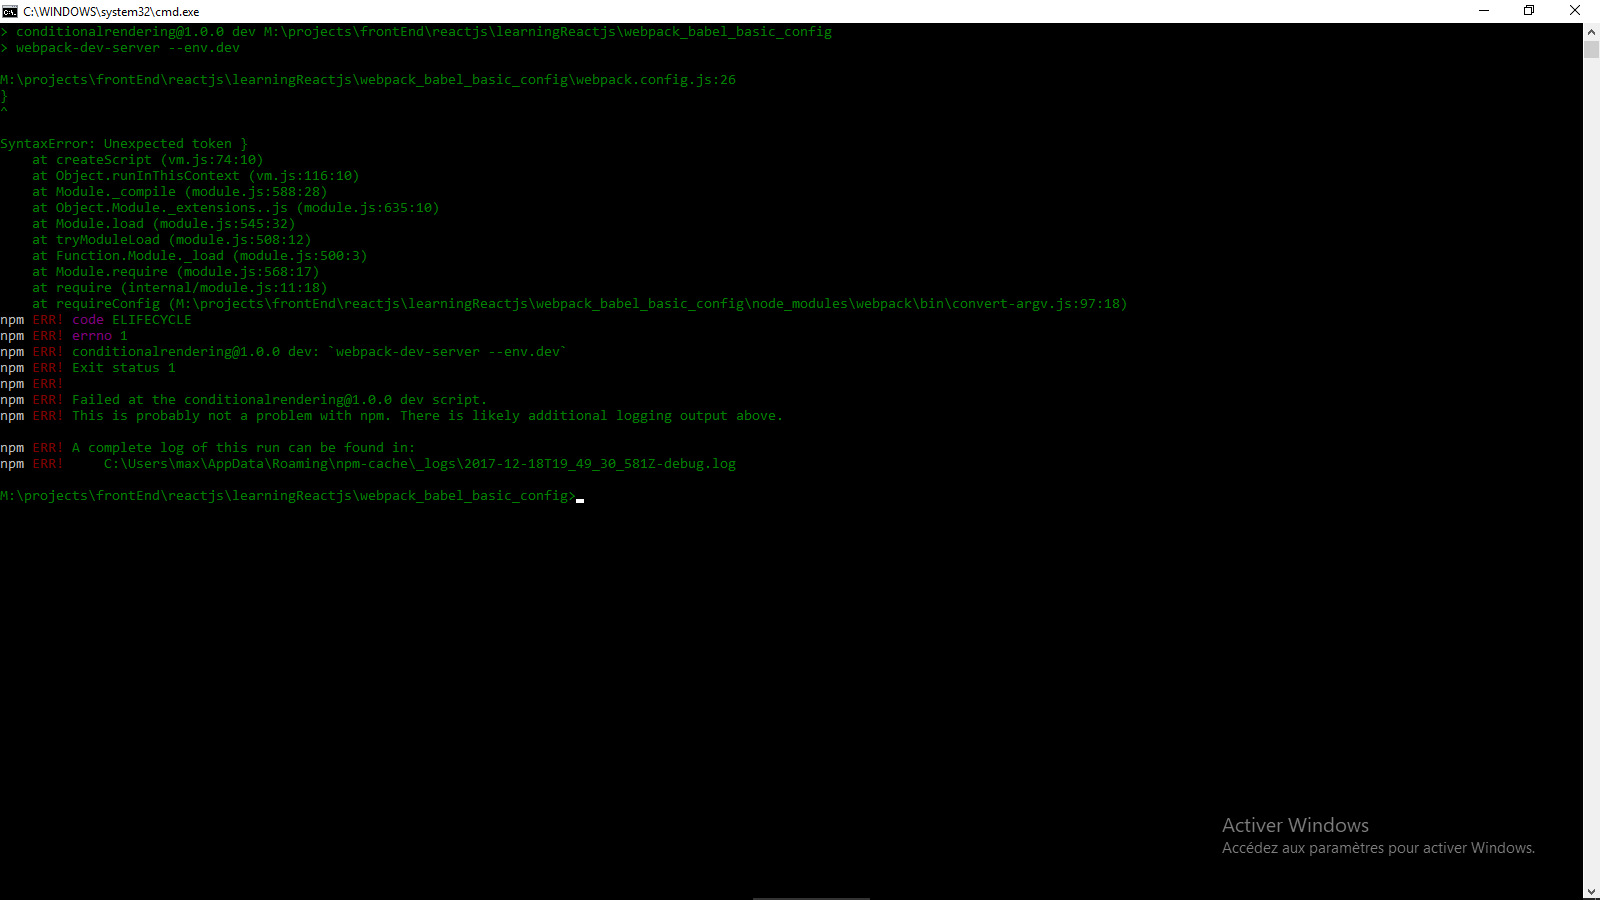 C:\WINDOWS\system32\cmd.exe
> conditionalrendering@1.0.0 dev M:\projects\frontEnd\reactjs\learningReactjs\webpack_babel_basic_config
> webpack-dev-server --env.dev
M:\projects\frontEnd\reactjs\learningReactjs\webpack_babel_basic_config\webpack.config.js:26
}
^
SyntaxError: Unexpected token }
    at createScript (vm.js:74:10)
    at Object.runInThisContext (vm.js:116:10)
    at Module._compile (module.js:588:28)
    at Object.Module._extensions..js (module.js:635:10)
    at Module.load (module.js:545:32)
    at tryModuleLoad (module.js:508:12)
    at Function.Module._load (module.js:500:3)
    at Module.require (module.js:568:17)
    at require (internal/module.js:11:18)
    at requireConfig (M:\projects\frontEnd\reactjs\learningReactjs\webpack_babel_basic_config\node_modules\webpack\bin\convert-argv.js:97:18)
npm ERR! code ELIFECYCLE
npm ERR! errno 1
npm ERR! conditionalrendering@1.0.0 dev: `webpack-dev-server --env.dev`
npm ERR! Exit status 1
npm ERR!
npm ERR! Failed at the conditionalrendering@1.0.0 dev script.
npm ERR! This is probably not a problem with npm. There is likely additional logging output above.
npm ERR! A complete log of this run can be found in:
npm ERR!     C:\Users\max\AppData\Roaming\npm-cache\_logs\2017-12-18T19_49_30_581Z-debug.log
M:\projects\frontEnd\reactjs\learningReactjs\webpack_babel_basic_config>
Activer Windows
Accédez aux paramètres pour activer Windows.